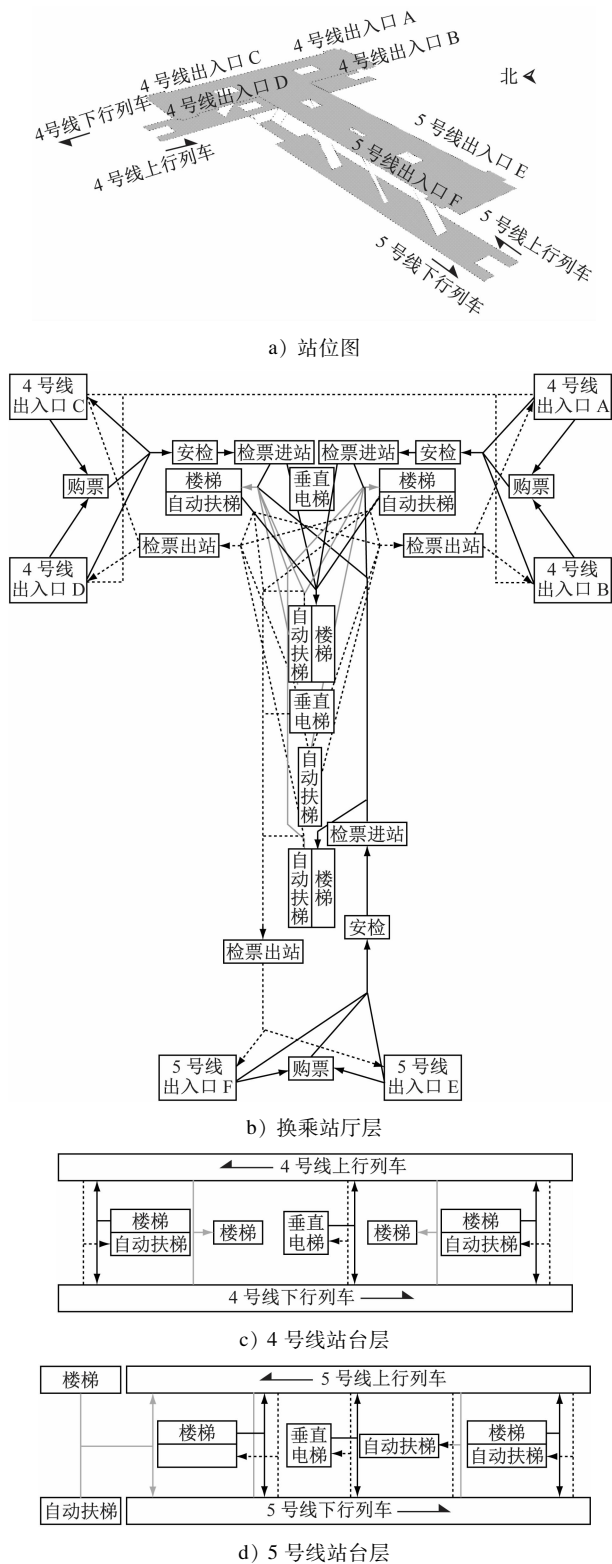 4 号线出入口 A
4 号线出入口 B
4 号线出入口 C
4 号线出入口 D
北
4号线下行列车
4 号线上行列车
5 号线出入口 E
5 号线出入口 F
5 号线上行列车
5 号线下行列车
a）站位图
4 号线
出入口 C
4 号线
出入口 A
安检
检票进站
检票进站
安检
购票
楼梯
自动扶梯
垂直
电梯
楼梯
自动扶梯
购票
检票出站
检票出站
4 号线
出入口 D
4 号线
出入口 B
自动扶梯
楼梯
垂直
电梯
自动扶梯
检票进站
自动扶梯
楼梯
安检
检票出站
5 号线
出入口 F
购票
5 号线
出入口 E
b）换乘站厅层
4 号线上行列车
楼梯
自动扶梯
楼梯
垂直
电梯
楼梯
楼梯
自动扶梯
4 号线下行列车
c）4 号线站台层
楼梯
5 号线上行列车
楼梯
垂直
电梯
自动扶梯
楼梯
自动扶梯
自动扶梯
5 号线下行列车
d）5 号线站台层